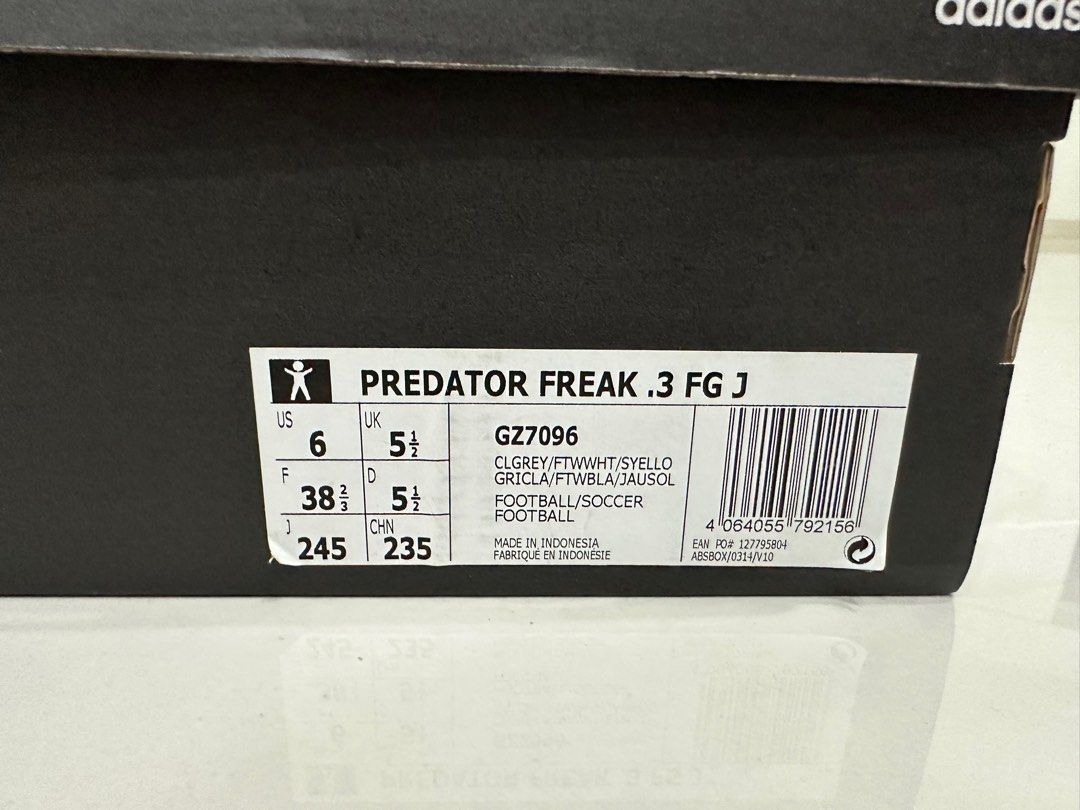 adidas
PREDATOR FREAK .3 FG J
US 6 UK 5½
F 38⅔ D 5½
J 245 CHN 235
GZ7096
CLGREY/FTWWHT/SYELLO
GRICLA/FTWBLA/JAUSOL
FOOTBALL/SOCCER
FOOTBALL
MADE IN INDONESIA
FABRIQUÉ EN INDONÉSIE
4 064055 792156
EAN PO# 127795804
ABSBOX/0314/V10